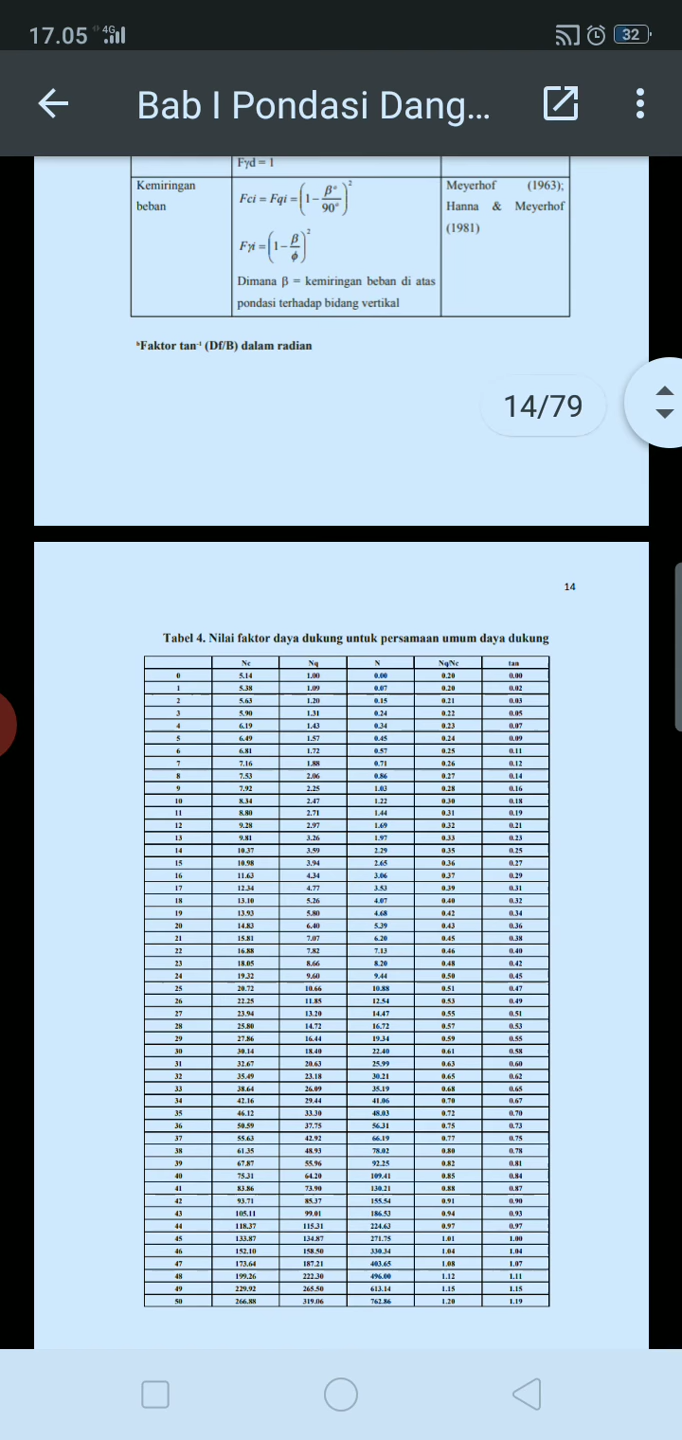 17.05 4G 32
Bab I Pondasi Dang...
Fγd = 1
Kemiringan beban
Fci = Fqi = (1 − β°/90°)²
Fγi = (1 − β/ϕ)²
Dimana β = kemiringan beban di atas
pondasi terhadap bidang vertikal
Meyerhof (1963);
Hanna & Meyerhof
(1981)
ᵇFaktor tan⁻¹ (Df/B) dalam radian
14/79
14
Tabel 4. Nilai faktor daya dukung untuk persamaan umum daya dukung
Nc Nq N Nq/Nc tan
0 5.14 1.00 0.00 0.20 0.00
1 5.38 1.09 0.07 0.20 0.02
2 5.63 1.20 0.15 0.21 0.03
3 5.90 1.31 0.24 0.22 0.05
4 6.19 1.43 0.34 0.23 0.07
5 6.49 1.57 0.45 0.24 0.09
6 6.81 1.72 0.57 0.25 0.11
7 7.16 1.88 0.71 0.26 0.12
8 7.53 2.06 0.86 0.27 0.14
9 7.92 2.25 1.03 0.28 0.16
10 8.34 2.47 1.22 0.30 0.18
11 8.80 2.71 1.44 0.31 0.19
12 9.28 2.97 1.69 0.32 0.21
13 9.81 3.26 1.97 0.33 0.23
14 10.37 3.59 2.29 0.35 0.25
15 10.98 3.94 2.65 0.36 0.27
16 11.63 4.34 3.06 0.37 0.29
17 12.34 4.77 3.53 0.39 0.31
18 13.10 5.26 4.07 0.40 0.32
19 13.93 5.80 4.68 0.42 0.34
20 14.83 6.40 5.39 0.43 0.36
21 15.81 7.07 6.20 0.45 0.38
22 16.88 7.82 7.13 0.46 0.40
23 18.05 8.66 8.20 0.48 0.42
24 19.32 9.60 9.44 0.50 0.45
25 20.72 10.66 10.88 0.51 0.47
26 22.25 11.85 12.54 0.53 0.49
27 23.94 13.20 14.47 0.55 0.51
28 25.80 14.72 16.72 0.57 0.53
29 27.86 16.44 19.34 0.59 0.55
30 30.14 18.40 22.40 0.61 0.58
31 32.67 20.63 25.99 0.63 0.60
32 35.49 23.18 30.21 0.65 0.62
33 38.64 26.09 35.19 0.68 0.65
34 42.16 29.44 41.06 0.70 0.67
35 46.12 33.30 48.03 0.72 0.70
36 50.59 37.75 56.31 0.75 0.73
37 55.63 42.92 66.19 0.77 0.75
38 61.35 48.93 78.02 0.80 0.78
39 67.87 55.96 92.25 0.82 0.81
40 75.31 64.20 109.41 0.85 0.84
41 83.86 73.90 130.21 0.88 0.87
42 93.71 85.37 155.54 0.91 0.90
43 105.11 99.01 186.53 0.94 0.93
44 118.37 115.31 224.63 0.97 0.97
45 133.87 134.87 271.75 1.01 1.00
46 152.10 158.50 330.34 1.04 1.04
47 173.64 187.21 403.65 1.08 1.07
48 199.26 222.30 496.00 1.12 1.11
49 229.92 265.50 613.14 1.15 1.15
50 266.88 319.06 762.86 1.20 1.19